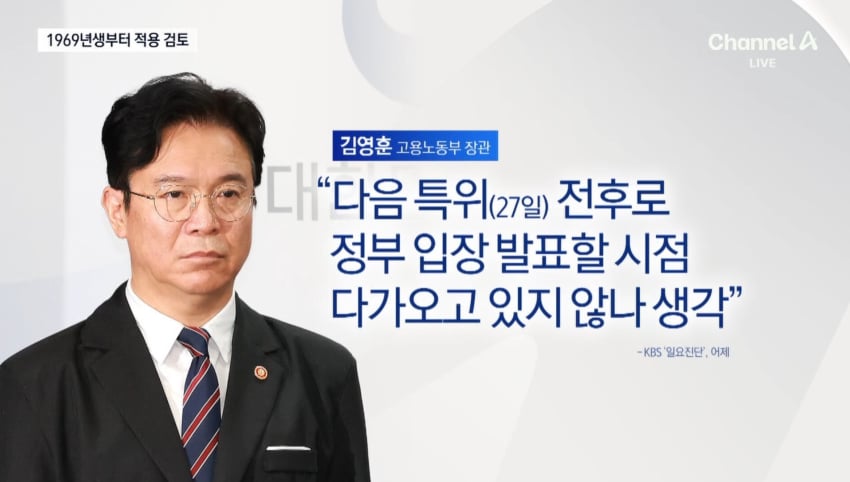 1969년생부터 적용 검토
Channel A
LIVE
김영훈 고용노동부 장관
대한
“다음 특위(27일) 전후로
정부 입장 발표할 시점
다가오고 있지 않나 생각”
- KBS ‘일요진단’, 어제